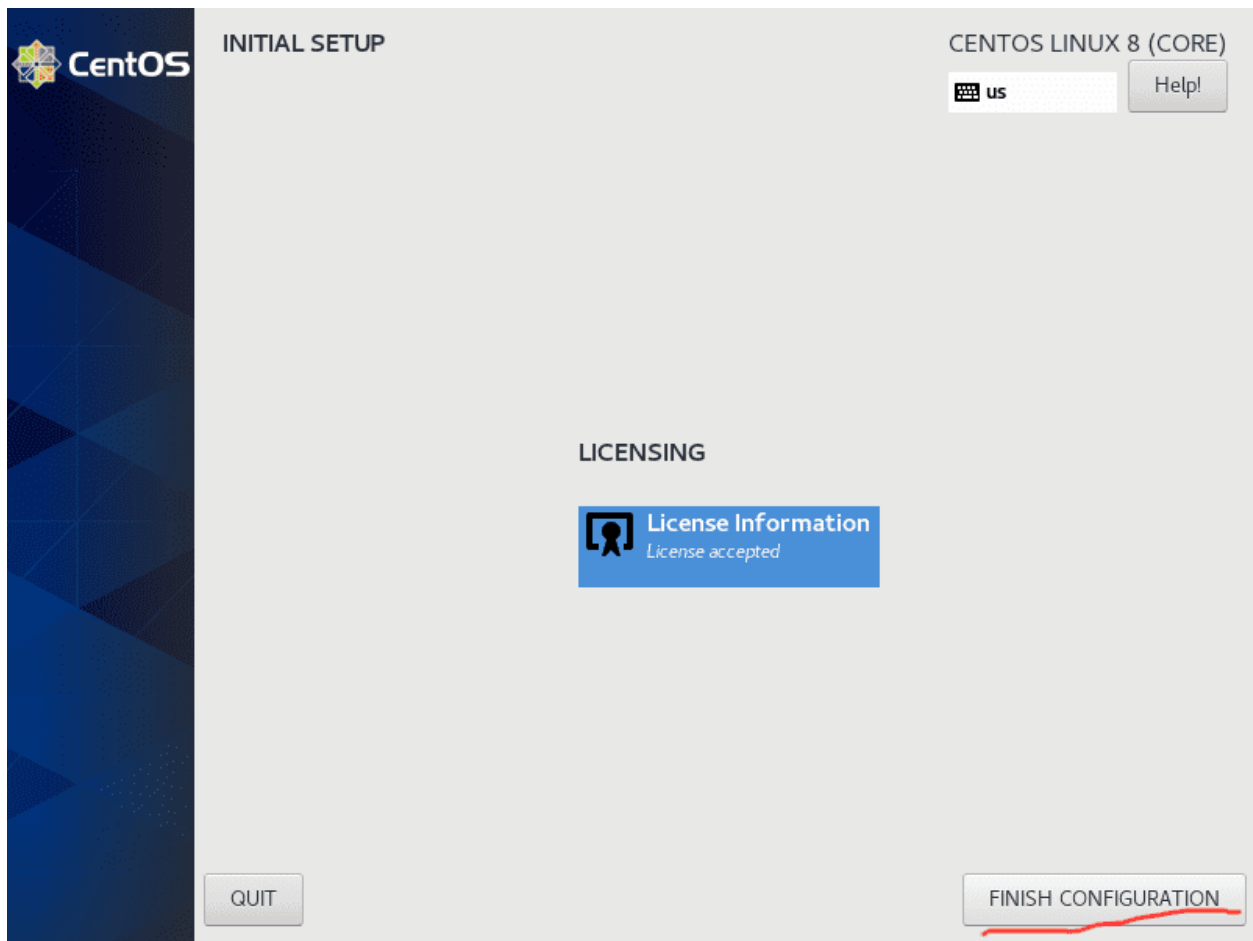 CentOS
INITIAL SETUP
CENTOS LINUX 8 (CORE)
us
Help!
LICENSING
License Information
License accepted
QUIT
FINISH CONFIGURATION